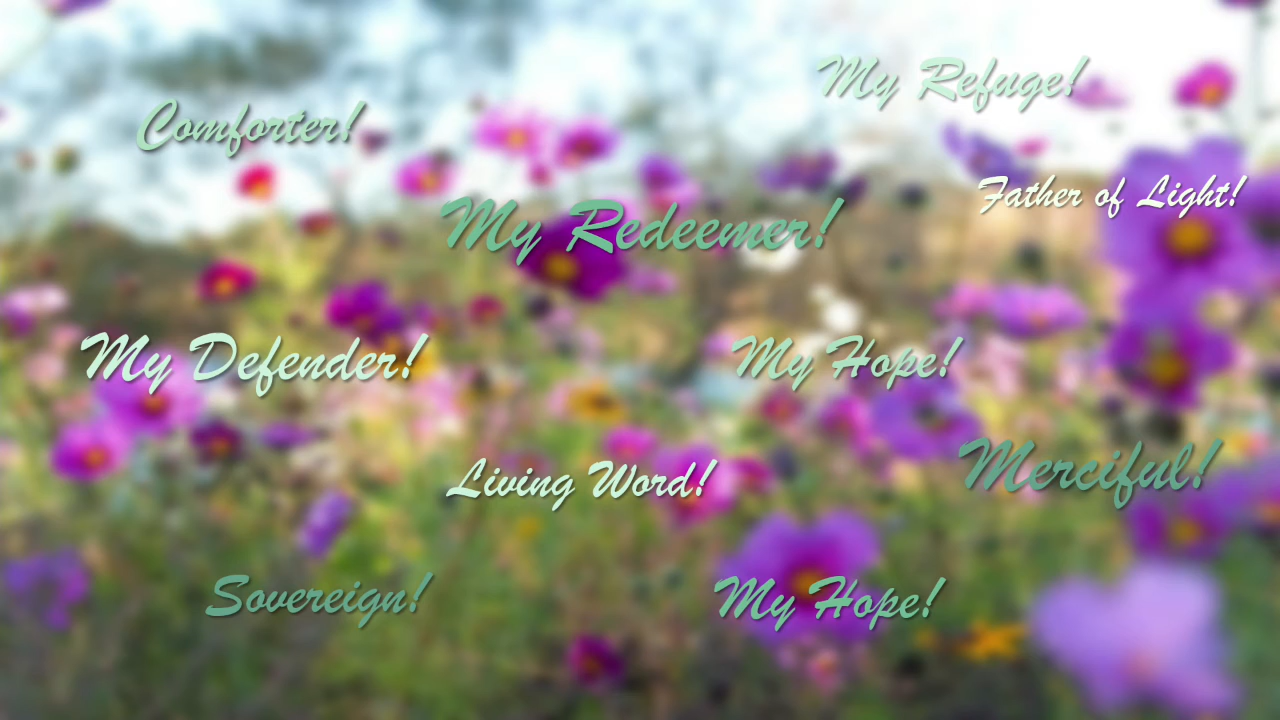 My Refuge!
Comforter!
Father of Light!
My Redeemer!
My Defender!
My Hope!
Merciful!
Living Word!
Sovereign!
My Hope!